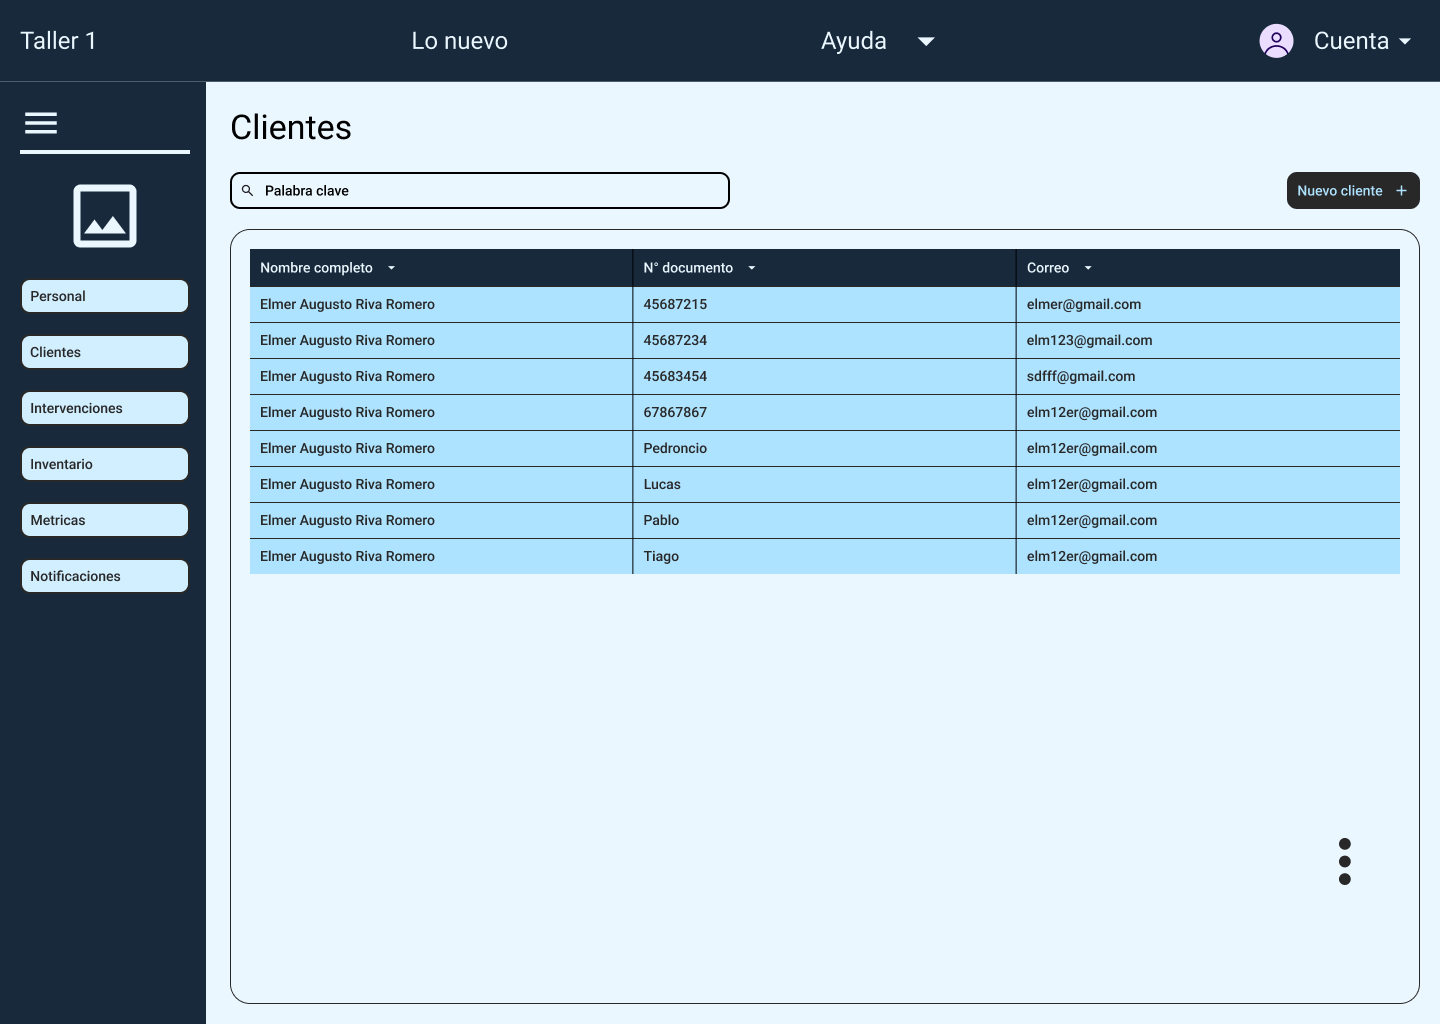 Taller 1
Lo nuevo
Ayuda
Cuenta
Clientes
Palabra clave
Nuevo cliente +
Personal
Clientes
Intervenciones
Inventario
Metricas
Notificaciones
Nombre completo N° documento Correo
Elmer Augusto Riva Romero 45687215 elmer@gmail.com
Elmer Augusto Riva Romero 45687234 elm123@gmail.com
Elmer Augusto Riva Romero 45683454 sdfff@gmail.com
Elmer Augusto Riva Romero 67867867 elm12er@gmail.com
Elmer Augusto Riva Romero Pedroncio elm12er@gmail.com
Elmer Augusto Riva Romero Lucas elm12er@gmail.com
Elmer Augusto Riva Romero Pablo elm12er@gmail.com
Elmer Augusto Riva Romero Tiago elm12er@gmail.com